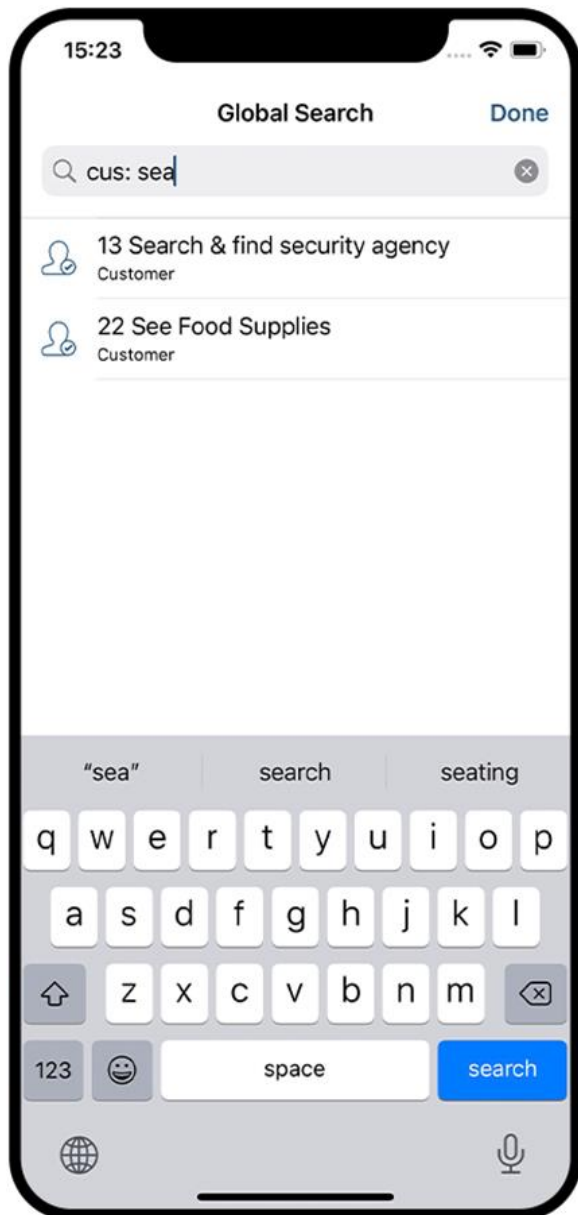 15:23
Global Search Done
cus: sea
13 Search & find security agency
Customer
22 See Food Supplies
Customer
“sea” search seating
q w e r t y u i o p
a s d f g h j k l
z x c v b n m
123 space search